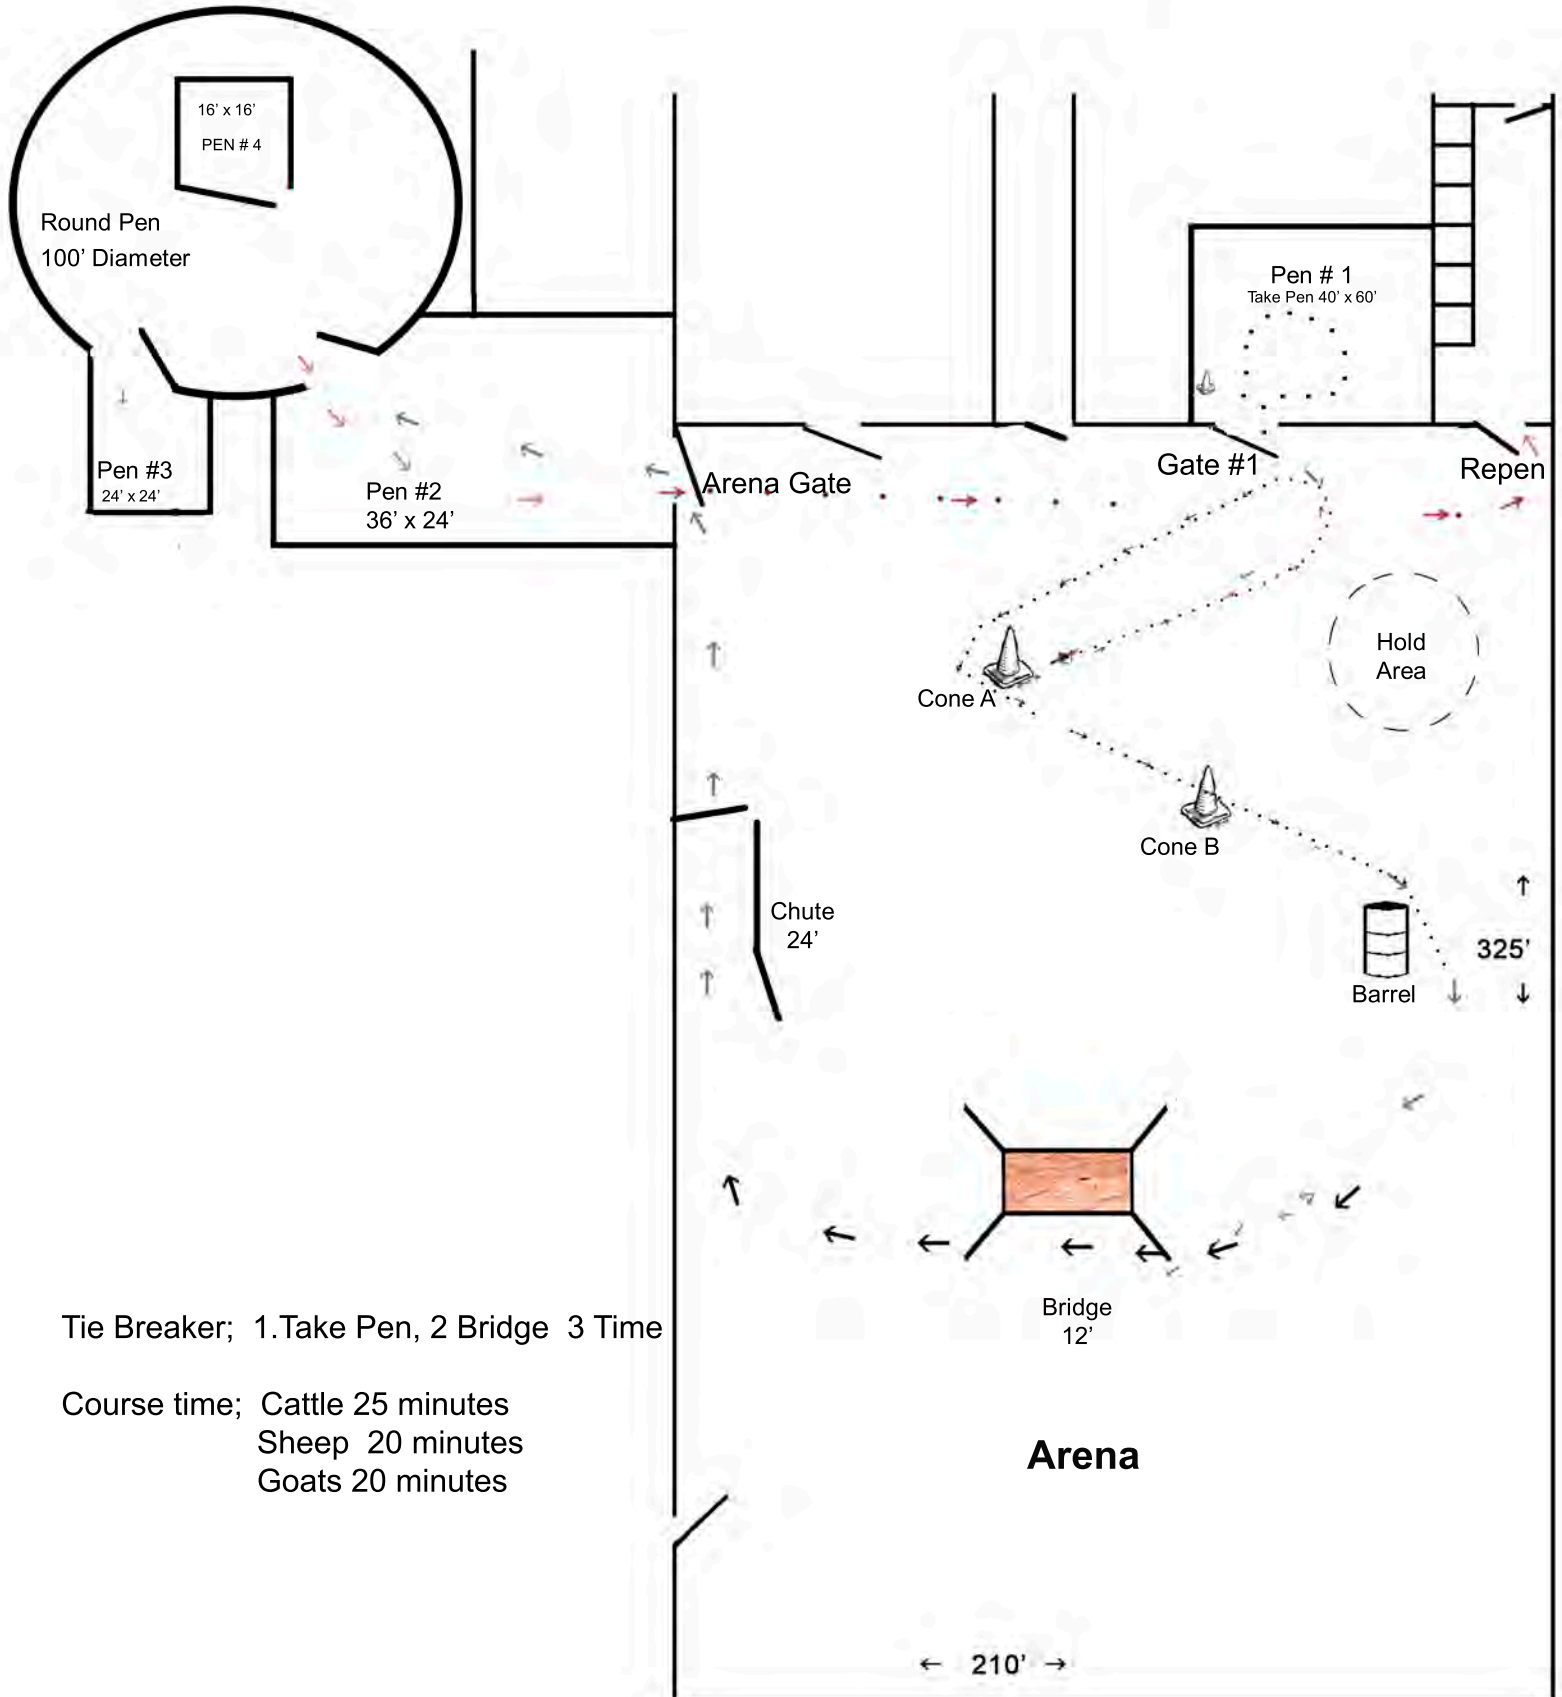 16’ x 16’
PEN # 4
Round Pen
100’ Diameter
Pen # 1
Take Pen 40’ x 60’
Pen #3
24’ x 24’
Pen #2
36’ x 24’
Arena Gate
Gate #1
Repen
Hold
Area
Cone A
Cone B
Chute
24’
325’
Barrel
Bridge
12’
Tie Breaker;  1.Take Pen, 2 Bridge  3 Time
Course time;  Cattle 25 minutes
Sheep  20 minutes
Goats 20 minutes
Arena
210’